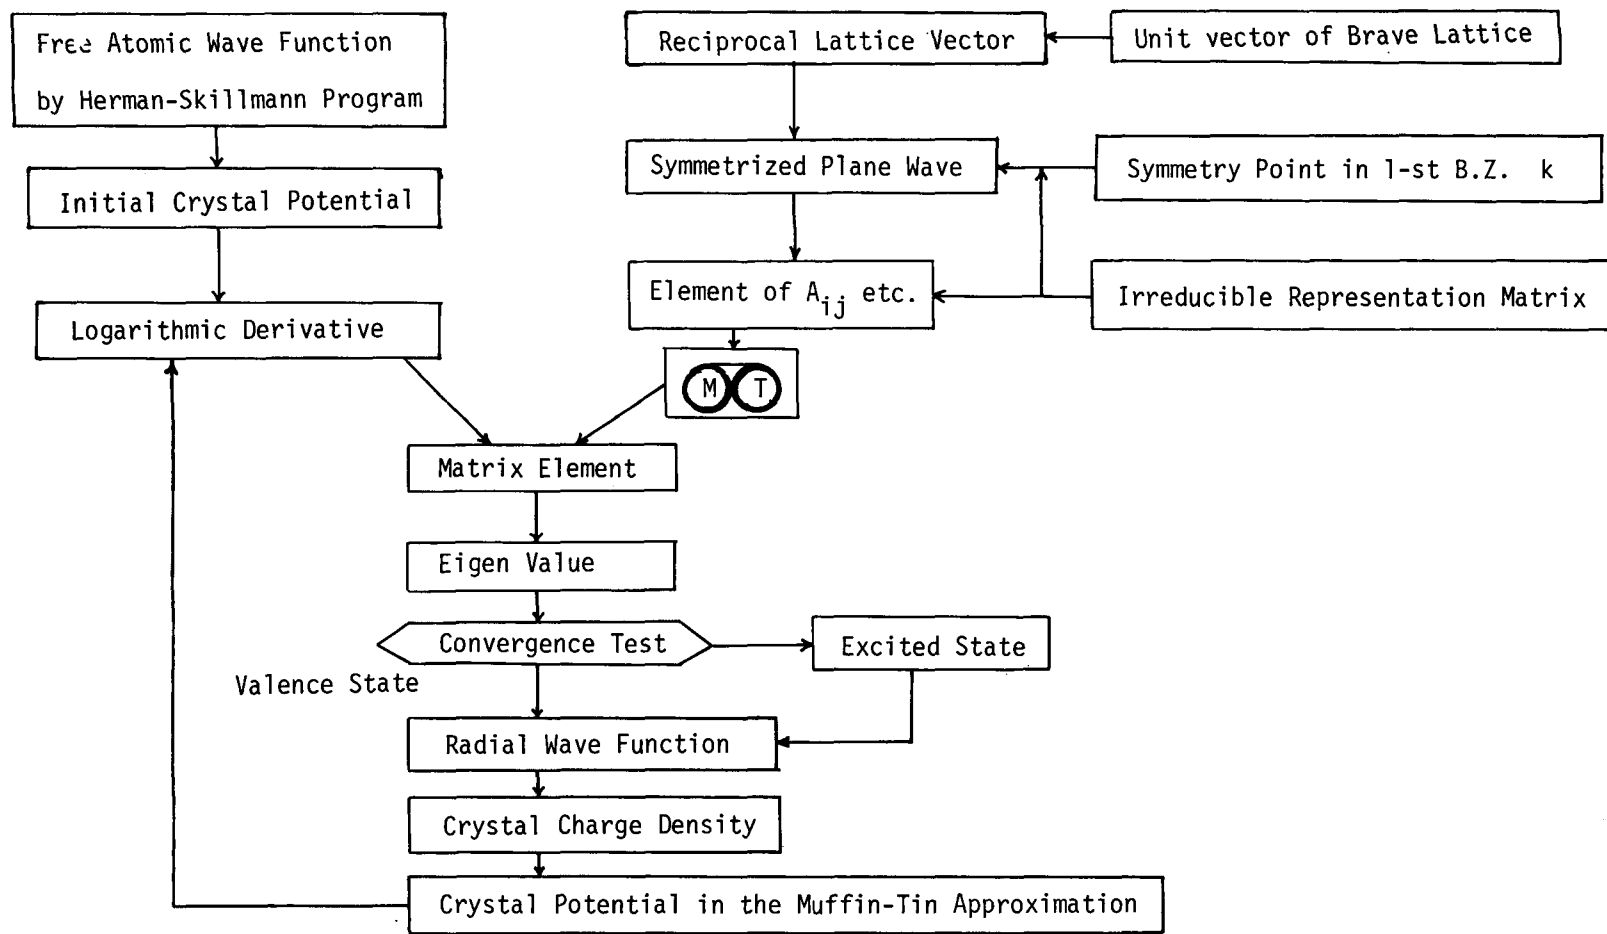 Free Atomic Wave Function
by Herman-Skillmann Program
Initial Crystal Potential
Logarithmic Derivative
Reciprocal Lattice Vector
Unit vector of Brave Lattice
Symmetrized Plane Wave
Symmetry Point in 1-st B.Z. k
Element of Aij etc.
Irreducible Representation Matrix
M T
Matrix Element
Eigen Value
Convergence Test
Excited State
Valence State
Radial Wave Function
Crystal Charge Density
Crystal Potential in the Muffin-Tin Approximation